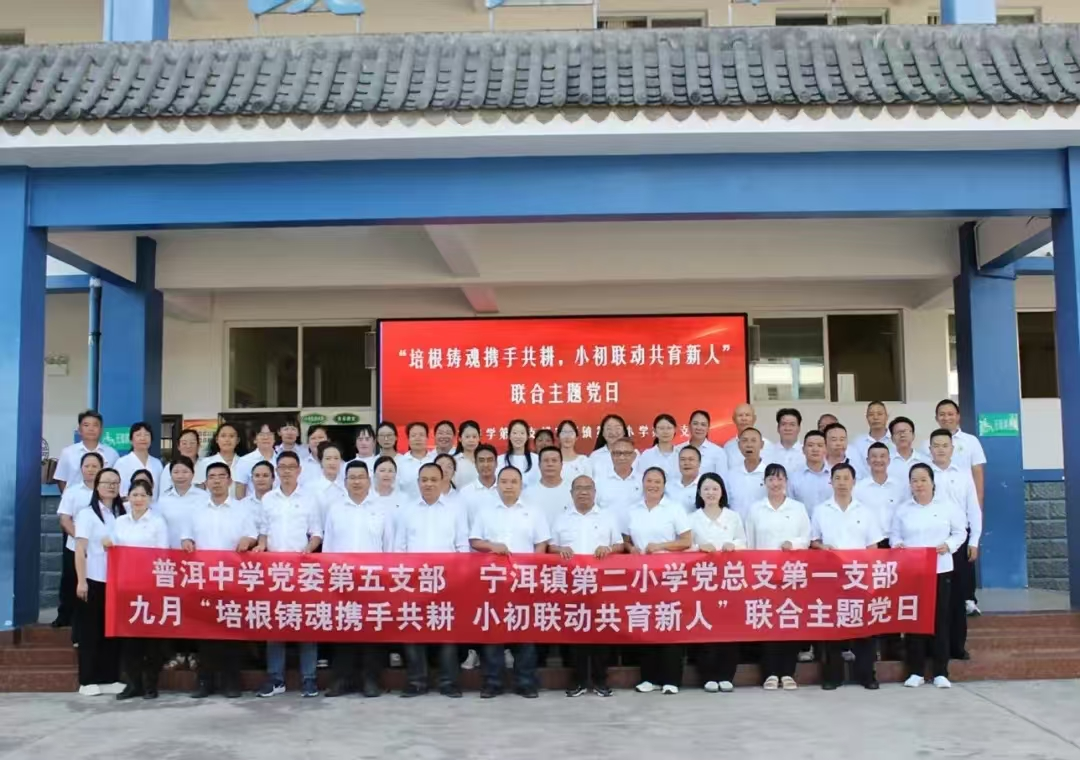 “培根铸魂携手共耕，小初联动共育新人”
联合主题党日
普洱中学党委第五支部 宁洱镇第二小学党总支第一支部
九月“培根铸魂携手共耕 小初联动共育新人”联合主题党日